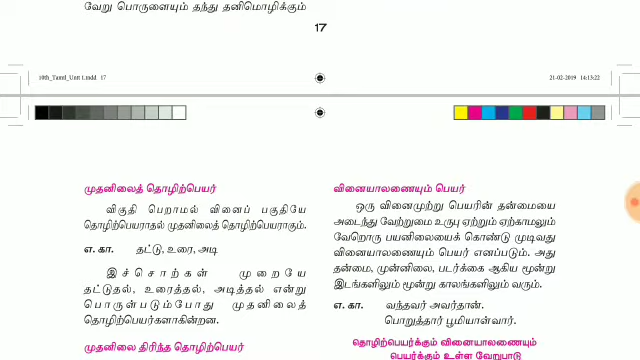 வேறு பொருளையும் தந்து தனிமொழிக்கும்
17
10th_Tamil_Unit 1.indd 17
21-02-2019 14:13:22
முதனிலைத் தொழிற்பெயர்
விகுதி பெறாமல் வினைப் பகுதியே
தொழிற்பெயராதல் முதனிலைத் தொழிற்பெயராகும்.
எ. கா. தட்டு, உரை, அடி
இச்சொற்கள் முறையே
தட்டுதல், உரைத்தல், அடித்தல் என்று
பொருள்படும்போது முதனிலைத்
தொழிற்பெயர்களாகின்றன.
முதனிலை திரிந்த தொழிற்பெயர்
வினையாலணையும் பெயர்
ஒரு வினைமுற்று பெயரின் தன்மையை
அடைந்து வேற்றுமை உருபு ஏற்றும் ஏற்காமலும்
வேறொரு பயனிலையைக் கொண்டு முடிவது
வினையாலணையும் பெயர் எனப்படும். அது
தன்மை, முன்னிலை, படர்க்கை ஆகிய மூன்று
இடங்களிலும் மூன்று காலங்களிலும் வரும்.
எ. கா. வந்தவர் அவர்தான்.
பொறுத்தார் பூமியாள்வார்.
தொழிற்பெயர்க்கும் வினையாலணையும்
பெயர்க்கும் உள்ள வேறுபாடு